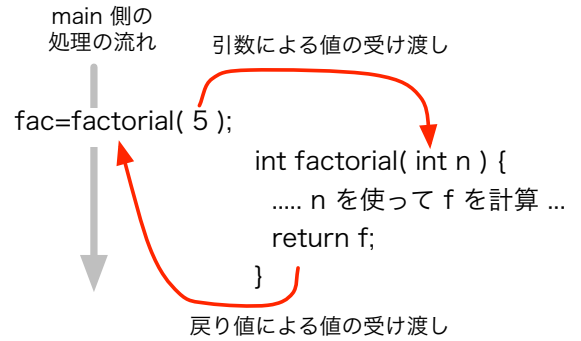 main 側の
処理の流れ
引数による値の受け渡し
fac=factorial( 5 );
int factorial( int n ) {
..... n を使って f を計算 ...
return f;
}
戻り値による値の受け渡し